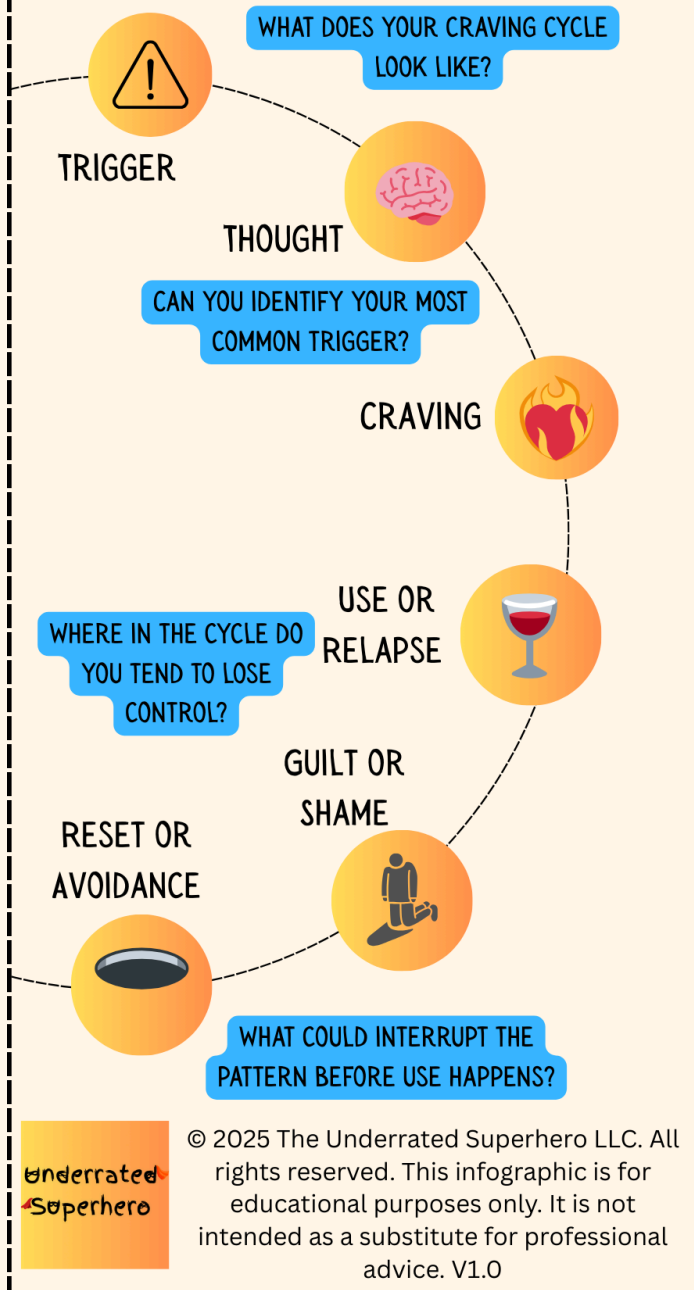 WHAT DOES YOUR CRAVING CYCLE
LOOK LIKE?
TRIGGER
THOUGHT
CAN YOU IDENTIFY YOUR MOST
COMMON TRIGGER?
CRAVING
USE OR
RELAPSE
WHERE IN THE CYCLE DO
YOU TEND TO LOSE
CONTROL?
GUILT OR
SHAME
RESET OR
AVOIDANCE
WHAT COULD INTERRUPT THE
PATTERN BEFORE USE HAPPENS?
Underrated
Superhero
© 2025 The Underrated Superhero LLC. All
rights reserved. This infographic is for
educational purposes only. It is not
intended as a substitute for professional
advice. V1.0